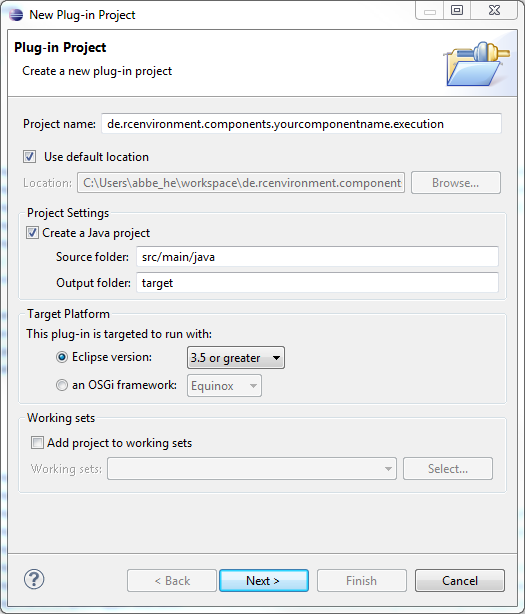 New Plug-in Project
Plug-in Project
Create a new plug-in project
Project name: de.rcenvironment.components.yourcomponentname.execution
Use default location
Location: C:\Users\abbe_he\workspace\de.rcenvironment.component Browse...
Project Settings
Create a Java project
Source folder: src/main/java
Output folder: target
Target Platform
This plug-in is targeted to run with:
Eclipse version: 3.5 or greater
an OSGi framework: Equinox
Working sets
Add project to working sets
Working sets: Select...
? < Back Next > Finish Cancel